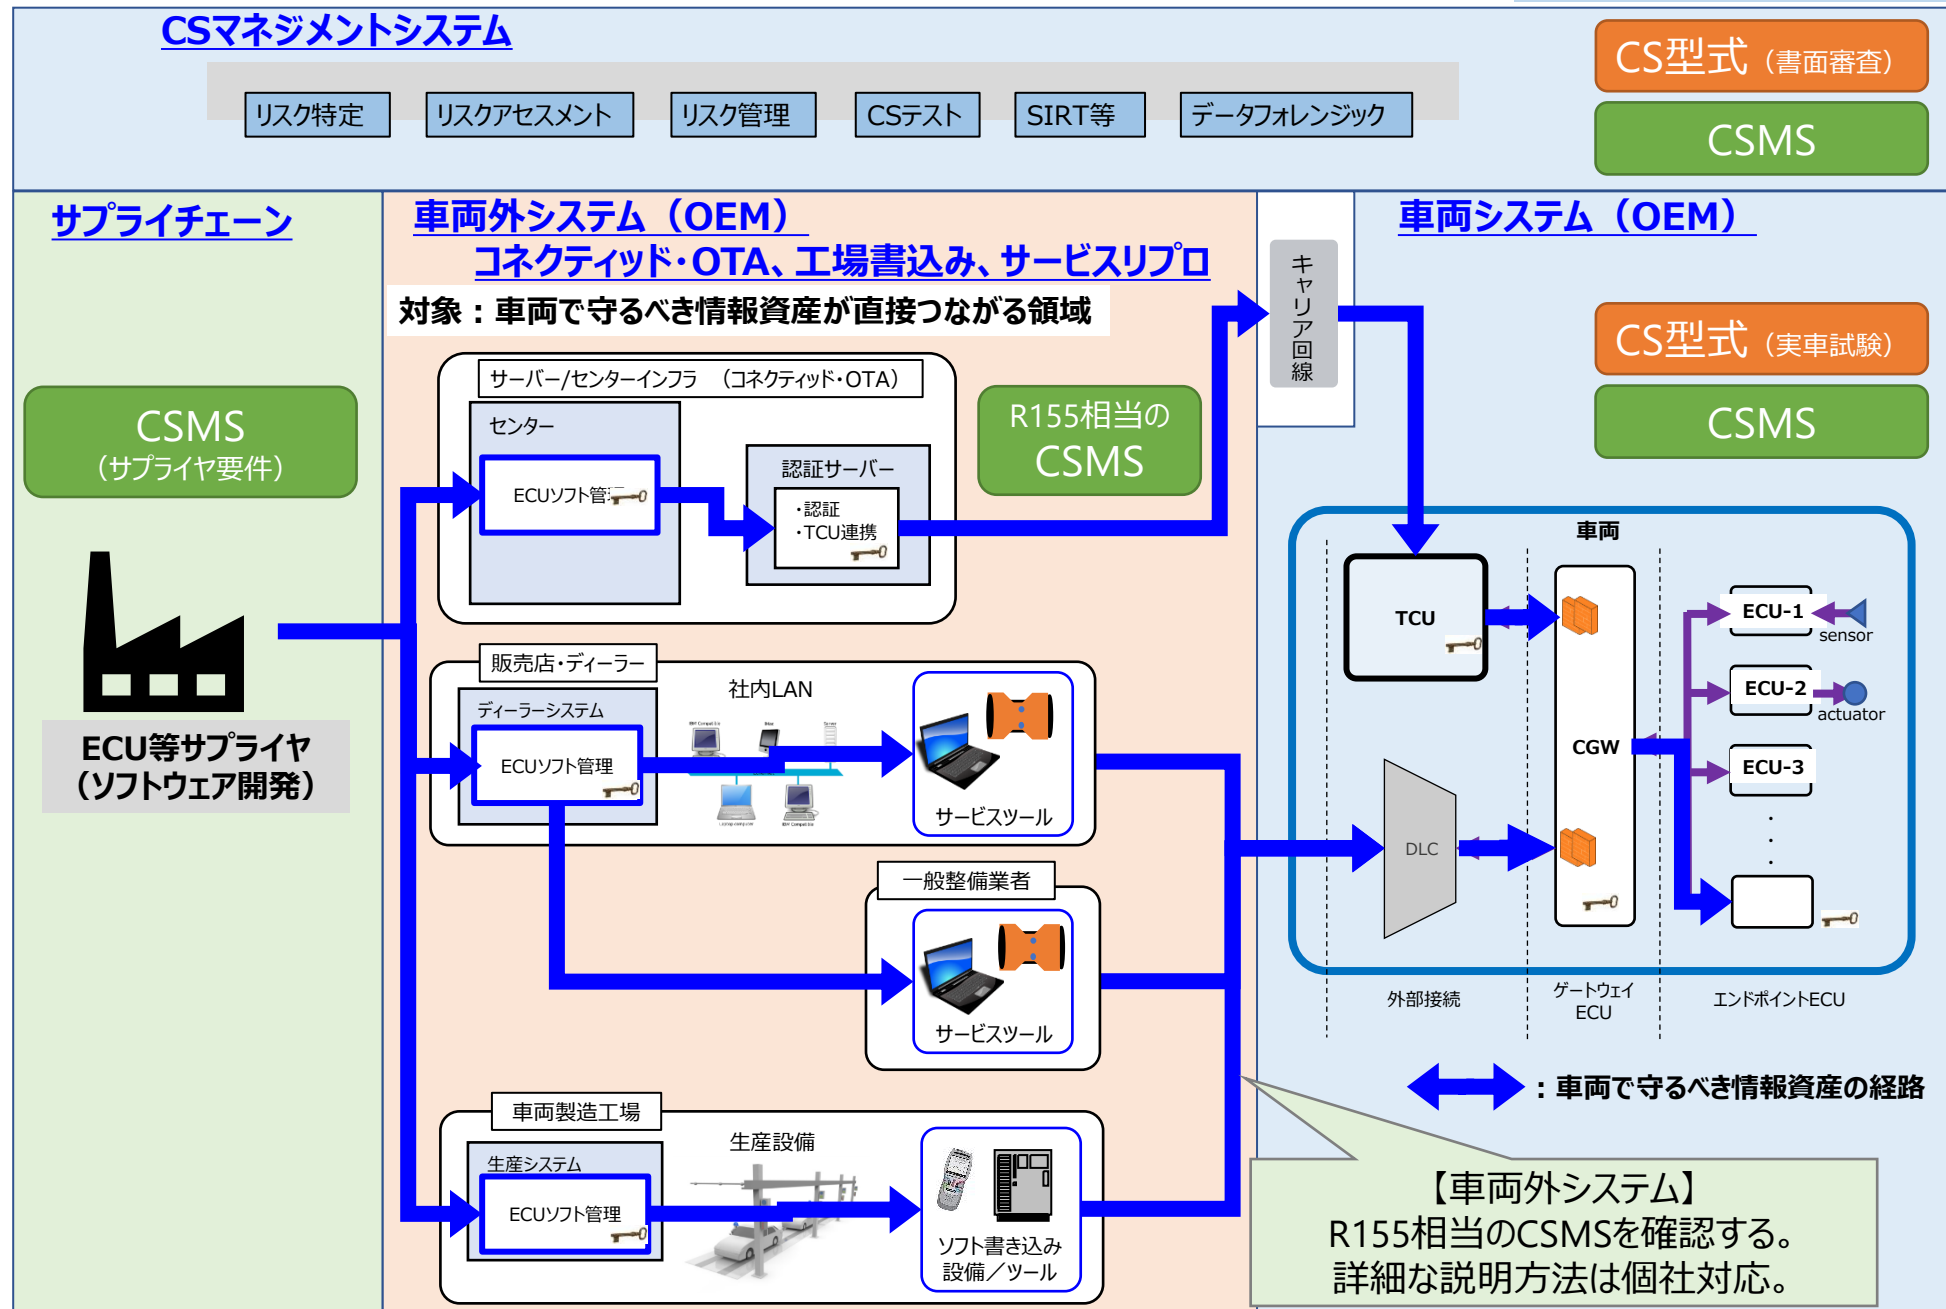 CSマネジメントシステム
リスク特定
リスクアセスメント
リスク管理
CSテスト
SIRT等
データフォレンジック
CS型式（書面審査）
CSMS
サプライチェーン
CSMS
（サプライヤ要件）
ECU等サプライヤ
（ソフトウェア開発）
車両外システム（OEM）
コネクティッド・OTA、工場書込み、サービスリプロ
対象：車両で守るべき情報資産が直接つながる領域
サーバー/センターインフラ （コネクティッド・OTA）
センター
ECUソフト管
認証サーバー
・認証
・TCU連携
R155相当の
CSMS
販売店・ディーラー
ディーラーシステム
ECUソフト管理
社内LAN
サービスツール
一般整備業者
サービスツール
車両製造工場
生産システム
ECUソフト管理
生産設備
ソフト書き込み
設備／ツール
キャリア回線
車両システム（OEM）
CS型式（実車試験）
CSMS
車両
TCU
CGW
DLC
ECU-1
sensor
ECU-2
actuator
ECU-3
・
・
・
外部接続
ゲートウェイ
ECU
エンドポイントECU
：車両で守るべき情報資産の経路
【車両外システム】
R155相当のCSMSを確認する。
詳細な説明方法は個社対応。